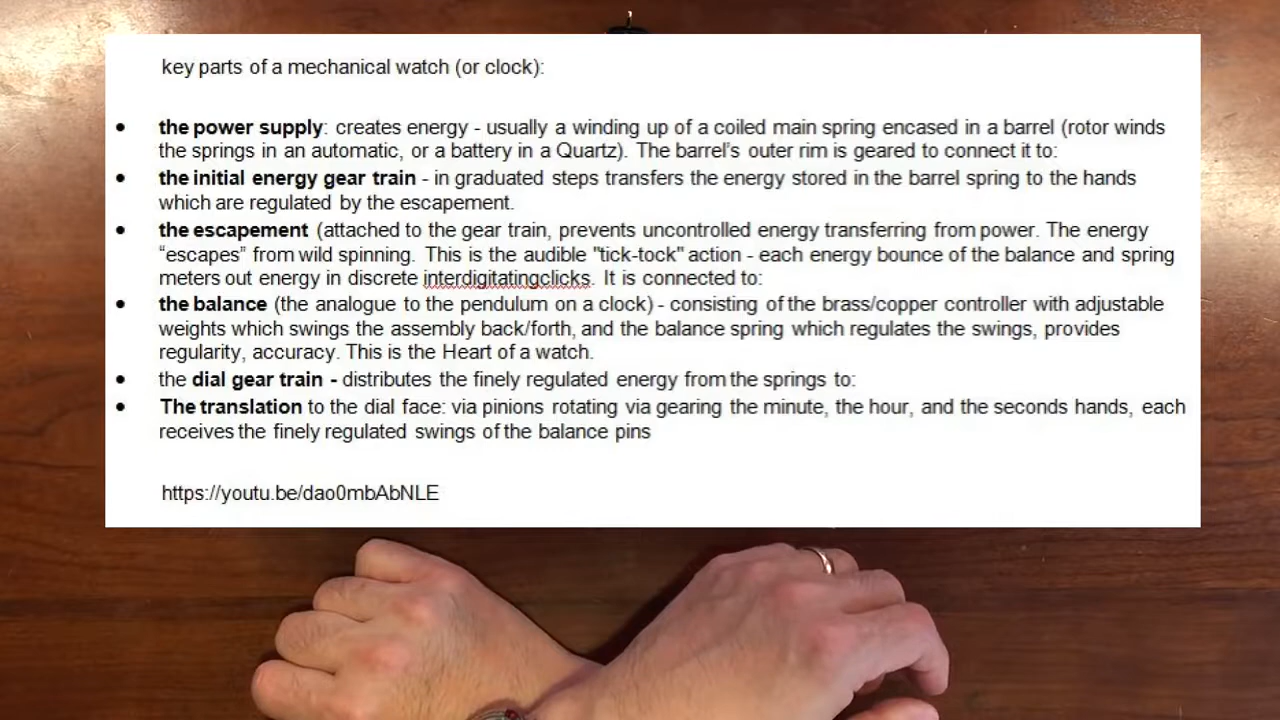 key parts of a mechanical watch (or clock):
• the power supply: creates energy - usually a winding up of a coiled main spring encased in a barrel (rotor winds
the springs in an automatic, or a battery in a Quartz). The barrel's outer rim is geared to connect it to:
• the initial energy gear train - in graduated steps transfers the energy stored in the barrel spring to the hands
which are regulated by the escapement.
• the escapement (attached to the gear train, prevents uncontrolled energy transferring from power. The energy
“escapes” from wild spinning. This is the audible "tick-tock" action - each energy bounce of the balance and spring
meters out energy in discrete interdigitatingclicks. It is connected to:
• the balance (the analogue to the pendulum on a clock) - consisting of the brass/copper controller with adjustable
weights which swings the assembly back/forth, and the balance spring which regulates the swings, provides
regularity, accuracy. This is the Heart of a watch.
• the dial gear train - distributes the finely regulated energy from the springs to:
• The translation to the dial face: via pinions rotating via gearing the minute, the hour, and the seconds hands, each
receives the finely regulated swings of the balance pins
https://youtu.be/dao0mbAbNLE